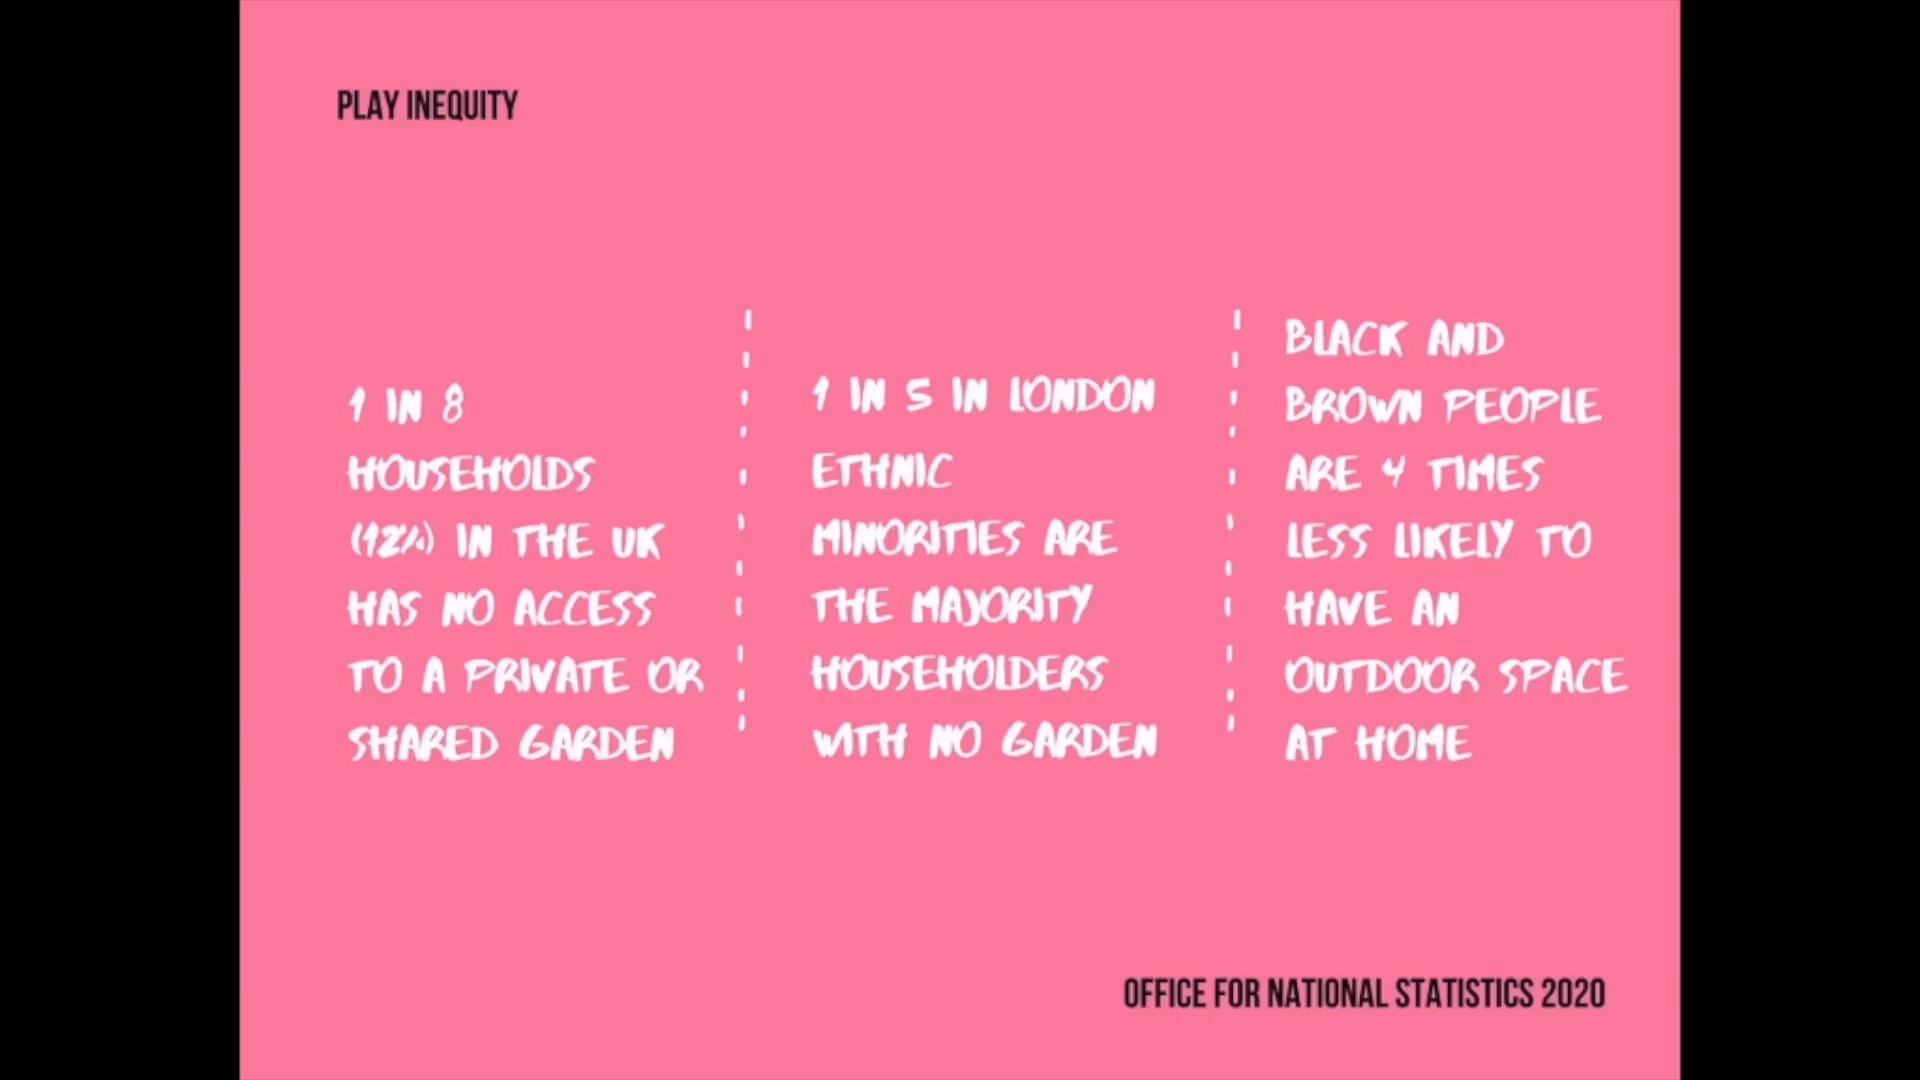 PLAY INEQUITY
1 IN 8
HOUSEHOLDS
(12%) IN THE UK
HAS NO ACCESS
TO A PRIVATE OR
SHARED GARDEN
1 IN 5 IN LONDON
ETHNIC
MINORITIES ARE
THE MAJORITY
HOUSEHOLDERS
WITH NO GARDEN
BLACK AND
BROWN PEOPLE
ARE 4 TIMES
LESS LIKELY TO
HAVE AN
OUTDOOR SPACE
AT HOME
OFFICE FOR NATIONAL STATISTICS 2020